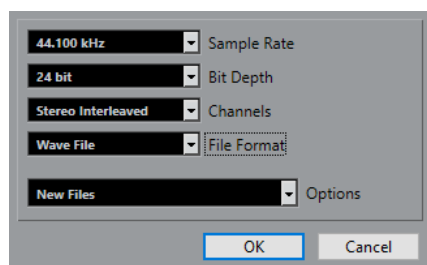 44.100 kHz Sample Rate
24 bit Bit Depth
Stereo Interleaved Channels
Wave File File Format
New Files Options
OK Cancel